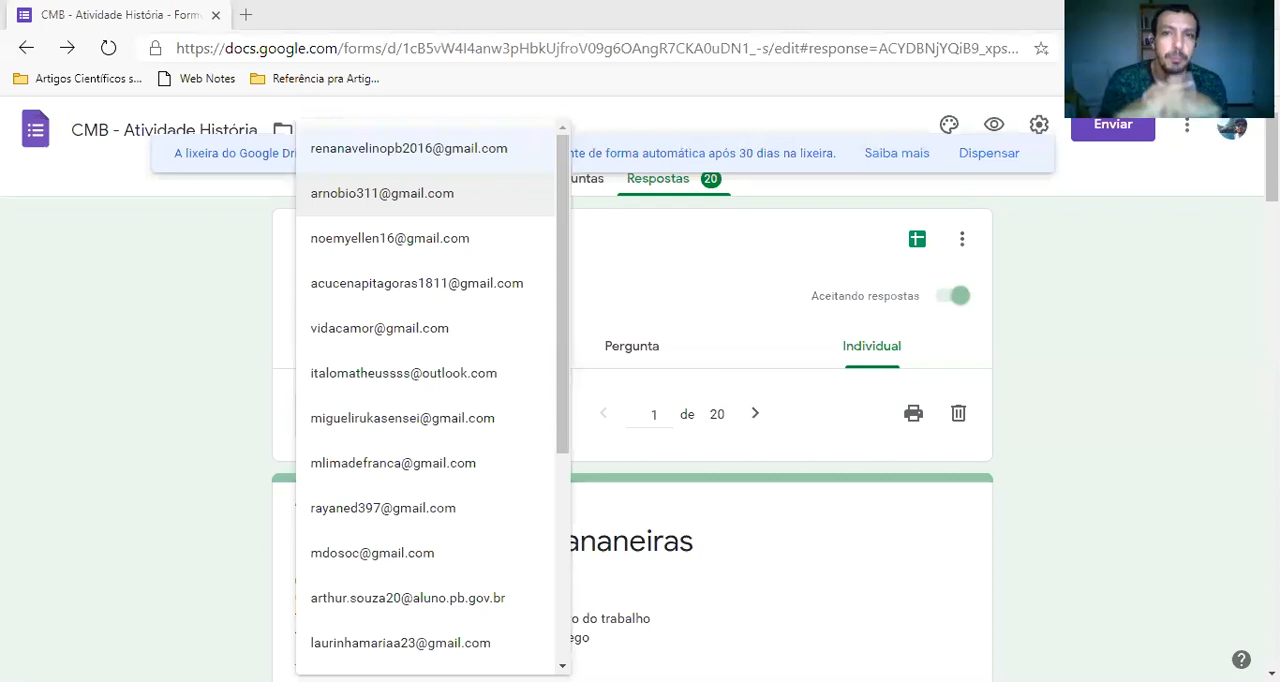 CMB - Atividade História - Form
https://docs.google.com/forms/d/1cB5vW4I4anw3pHbkUjfroV09g6OAngR7CKA0uDN1_-s/edit#response=ACYDBNjYQiB9_xps...
Artigos Científicos s...
Web Notes
Referência pra Artig...
CMB - Atividade História
Enviar
A lixeira do Google Dri
nte de forma automática após 30 dias na lixeira.
Saiba mais
Dispensar
untas
Respostas
20
renanavelinopb2016@gmail.com
arnobio311@gmail.com
noemyellen16@gmail.com
acucenapitagoras1811@gmail.com
vidacamor@gmail.com
italomatheussss@outlook.com
miguelirukasensei@gmail.com
mlimadefranca@gmail.com
rayaned397@gmail.com
mdosoc@gmail.com
arthur.souza20@aluno.pb.gov.br
laurinhamariaa23@gmail.com
Aceitando respostas
Pergunta
Individual
1 de 20
ananeiras
o do trabalho
ego